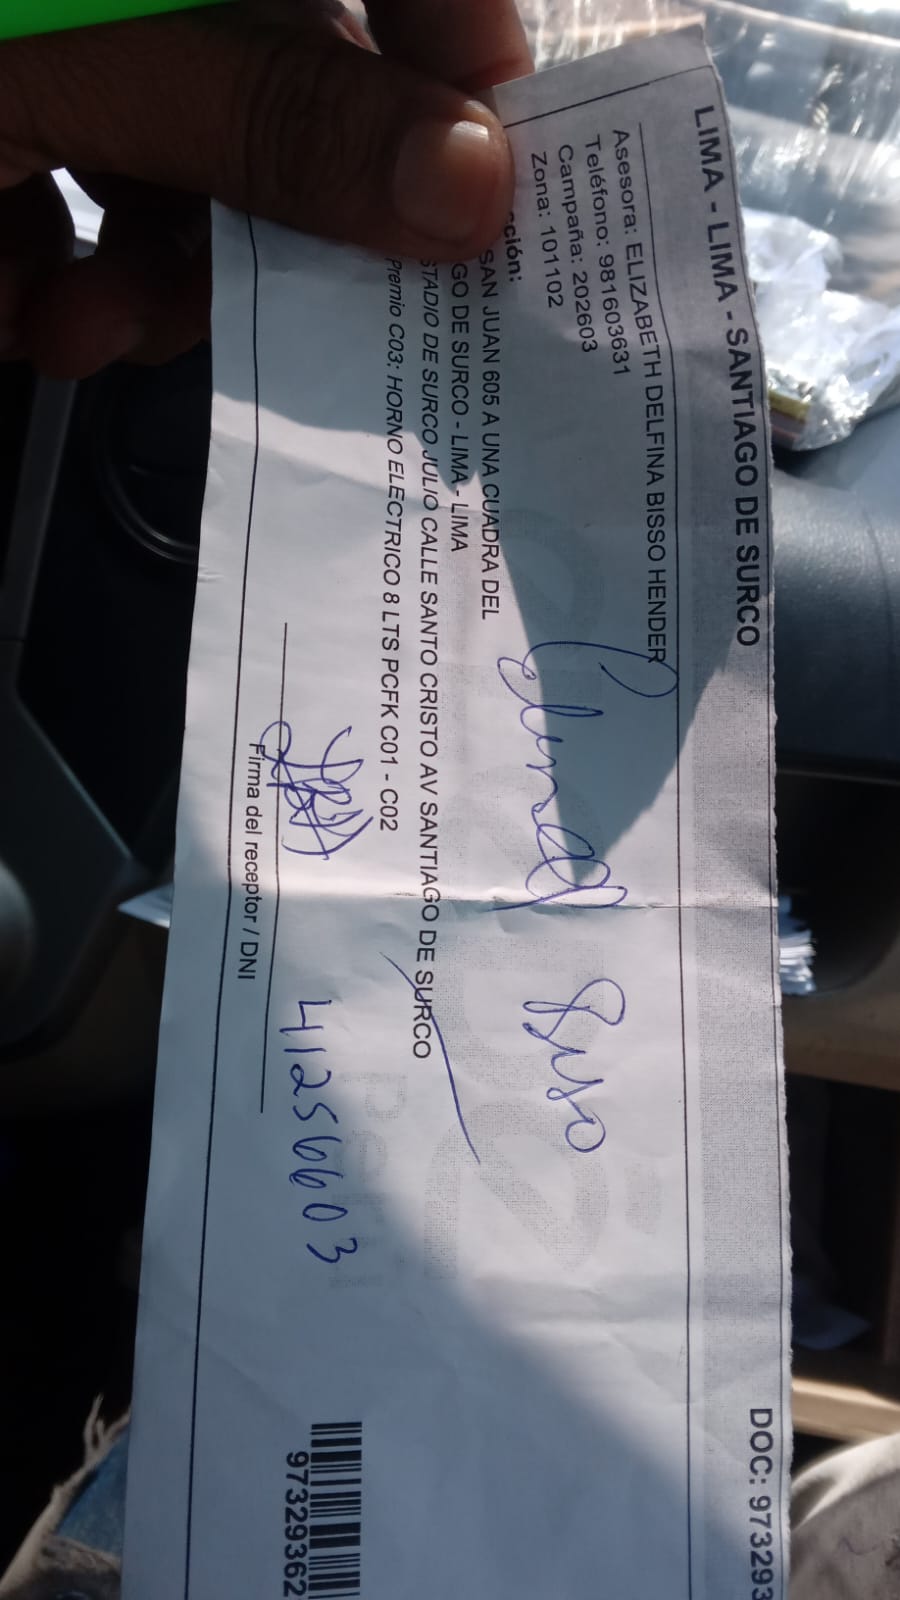 LIMA - LIMA - SANTIAGO DE SURCO
DOC: 973293
Asesora: ELIZABETH DELFINA BISSO HENDER
Teléfono: 981603631
Campaña: 202603
Zona: 101102
cción:
SAN JUAN 605 A UNA CUADRA DEL
GO DE SURCO - LIMA - LIMA
STADIO DE SURCO JULIO CALLE SANTO CRISTO AV SANTIAGO DE SURCO
Premio C03: HORNO ELECTRICO 8 LTS PCFK C01 - C02
41256603
Firma del receptor / DNI
97329362